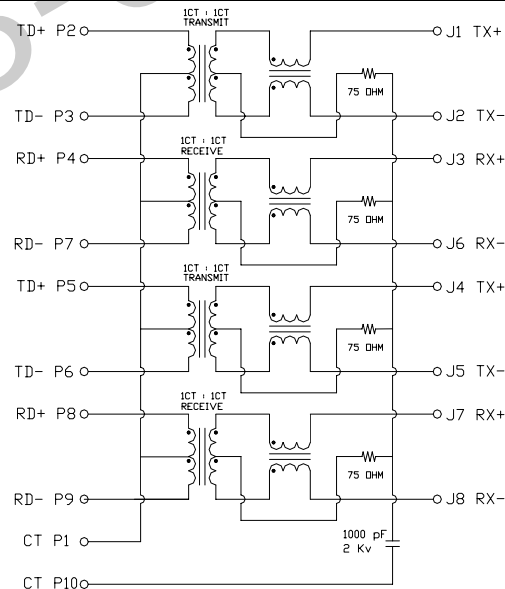 1CT : 1CT
TRANSMIT
TD+ P2
J1 TX+
75 OHM
TD- P3
J2 TX-
1CT : 1CT
RECEIVE
RD+ P4
J3 RX+
75 OHM
RD- P7
J6 RX-
1CT : 1CT
TRANSMIT
TD+ P5
J4 TX+
75 OHM
TD- P6
J5 TX-
1CT : 1CT
RECEIVE
RD+ P8
J7 RX+
75 OHM
RD- P9
J8 RX-
CT P1
1000 pF
2 Kv
CT P10